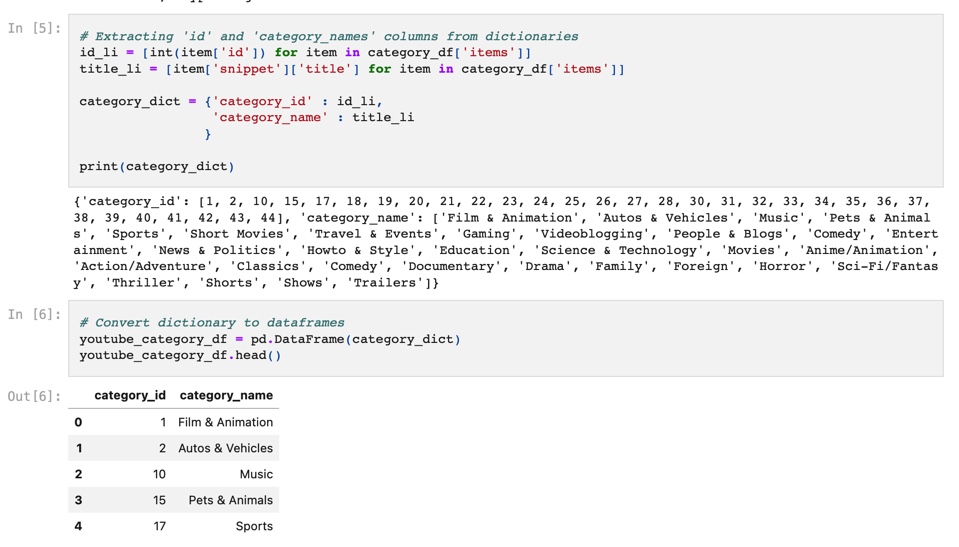 In [5]:
# Extracting 'id' and 'category_names' columns from dictionaries
id_li = [int(item['id']) for item in category_df['items']]
title_li = [item['snippet']['title'] for item in category_df['items']]
category_dict = {'category_id' : id_li,
'category_name' : title_li
}
print(category_dict)
{'category_id': [1, 2, 10, 15, 17, 18, 19, 20, 21, 22, 23, 24, 25, 26, 27, 28, 30, 31, 32, 33, 34, 35, 36, 37,
38, 39, 40, 41, 42, 43, 44], 'category_name': ['Film & Animation', 'Autos & Vehicles', 'Music', 'Pets & Animal
s', 'Sports', 'Short Movies', 'Travel & Events', 'Gaming', 'Videoblogging', 'People & Blogs', 'Comedy', 'Entert
ainment', 'News & Politics', 'Howto & Style', 'Education', 'Science & Technology', 'Movies', 'Anime/Animation',
'Action/Adventure', 'Classics', 'Comedy', 'Documentary', 'Drama', 'Family', 'Foreign', 'Horror', 'Sci-Fi/Fantas
y', 'Thriller', 'Shorts', 'Shows', 'Trailers']}
In [6]:
# Convert dictionary to dataframes
youtube_category_df = pd.DataFrame(category_dict)
youtube_category_df.head()
Out[6]:
category_id category_name
0 1 Film & Animation
1 2 Autos & Vehicles
2 10 Music
3 15 Pets & Animals
4 17 Sports